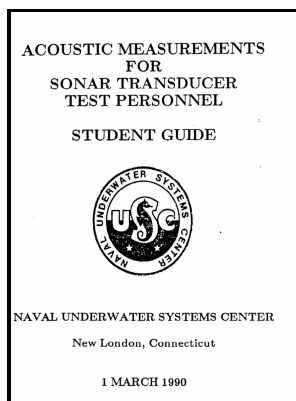 ACOUSTIC MEASUREMENTS
FOR
SONAR TRANSDUCER
TEST PERSONNEL
STUDENT GUIDE
NAVAL UNDERWATER SYSTEMS CENTER
USC
NAVAL UNDERWATER SYSTEMS CENTER
New London, Connecticut
1 MARCH 1990